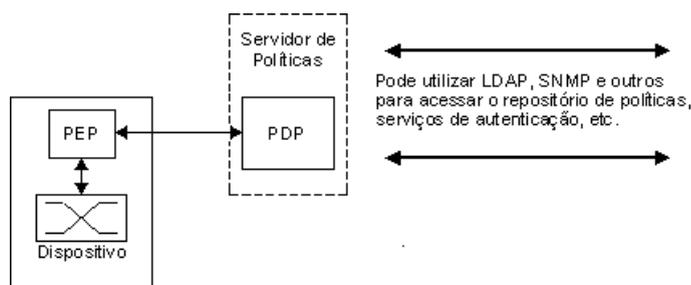 Servidor de
Políticas
Pode utilizar LDAP, SNMP e outros
para acessar o repositório de políticas,
serviços de autenticação, etc.
PEP
PDP
Dispositivo